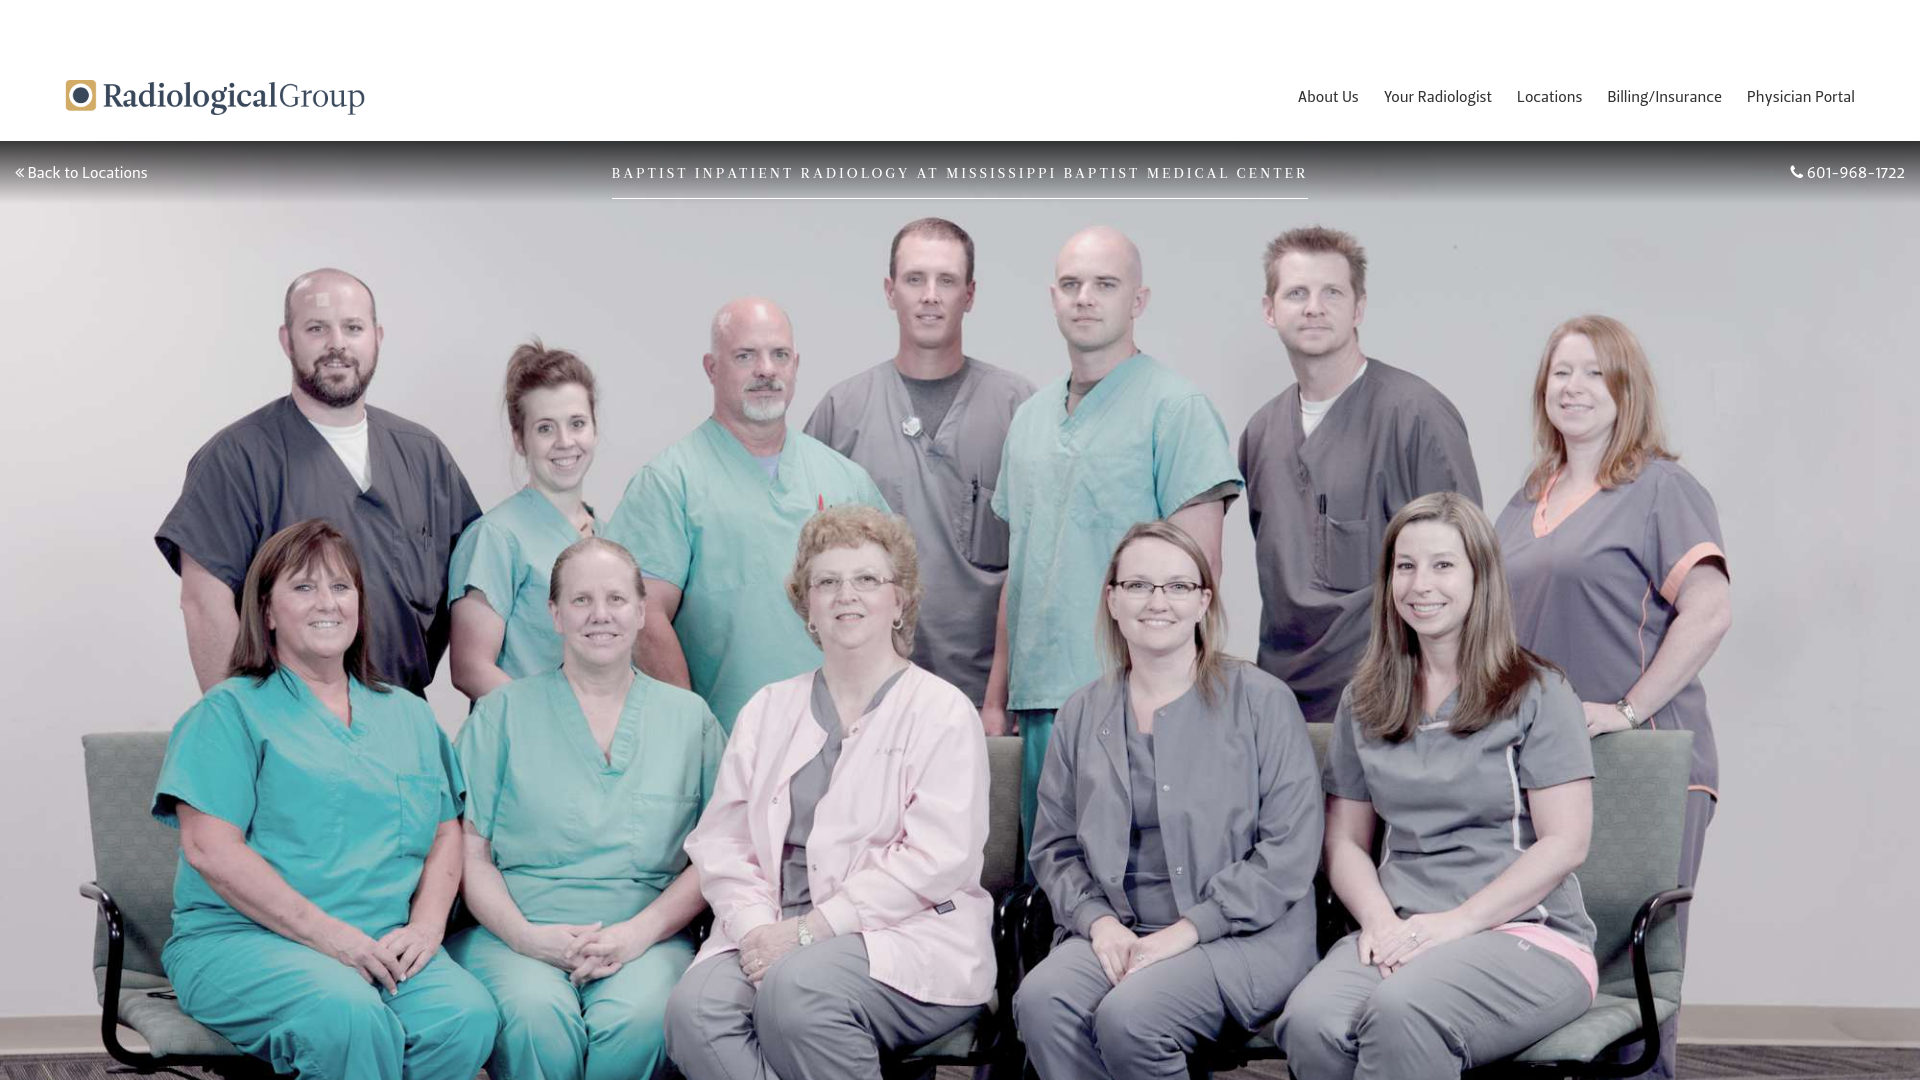 RadiologicalGroup
About Us
Your Radiologist
Locations
Billing/Insurance
Physician Portal
« Back to Locations
BAPTIST INPATIENT RADIOLOGY AT MISSISSIPPI BAPTIST MEDICAL CENTER
601-968-1722